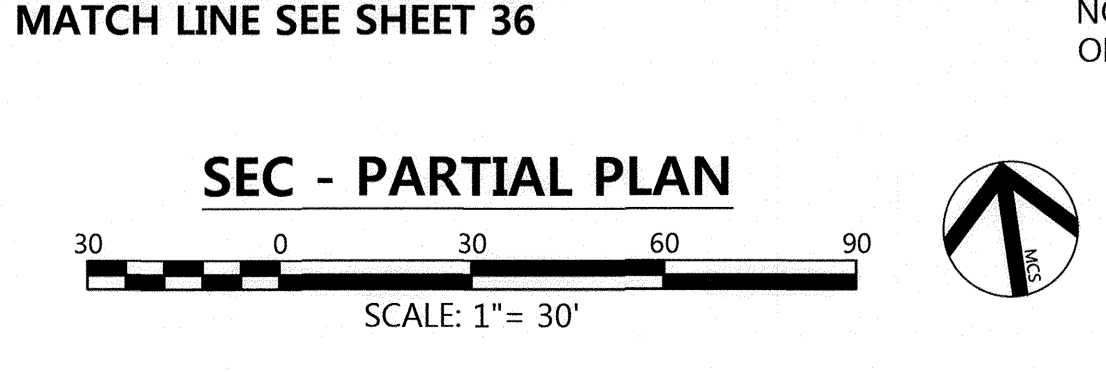 MATCH LINE SEE SHEET 36
SEC - PARTIAL PLAN
30 0 30 60 90
SCALE: 1"= 30'
MCS